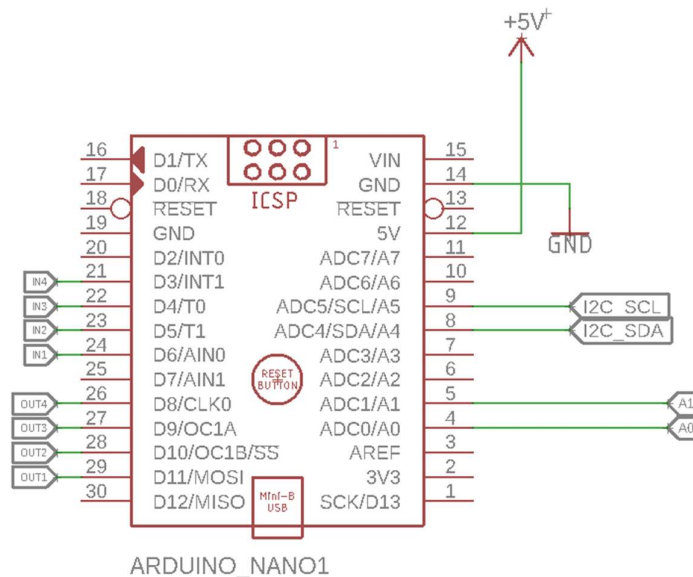 +5V
16 D1/TX 1 VIN 15
17 D0/RX ICSP GND 14
18 RESET RESET 13
19 GND 5V 12
GND
20 D2/INT0 ADC7/A7 11
IN4 21 D3/INT1 ADC6/A6 10
IN3 22 D4/T0 ADC5/SCL/A5 9 I2C_SCL
IN2 23 D5/T1 ADC4/SDA/A4 8 I2C_SDA
IN1 24 D6/AIN0 ADC3/A3 7
25 D7/AIN1 RESET BUTTON ADC2/A2 6
OUT4 26 D8/CLK0 ADC1/A1 5 A1
OUT3 27 D9/OC1A ADC0/A0 4 A0
OUT2 28 D10/OC1B/SS AREF 3
OUT1 29 D11/MOSI 3V3 2
30 D12/MISO Mini-B USB SCK/D13 1
ARDUINO_NANO1